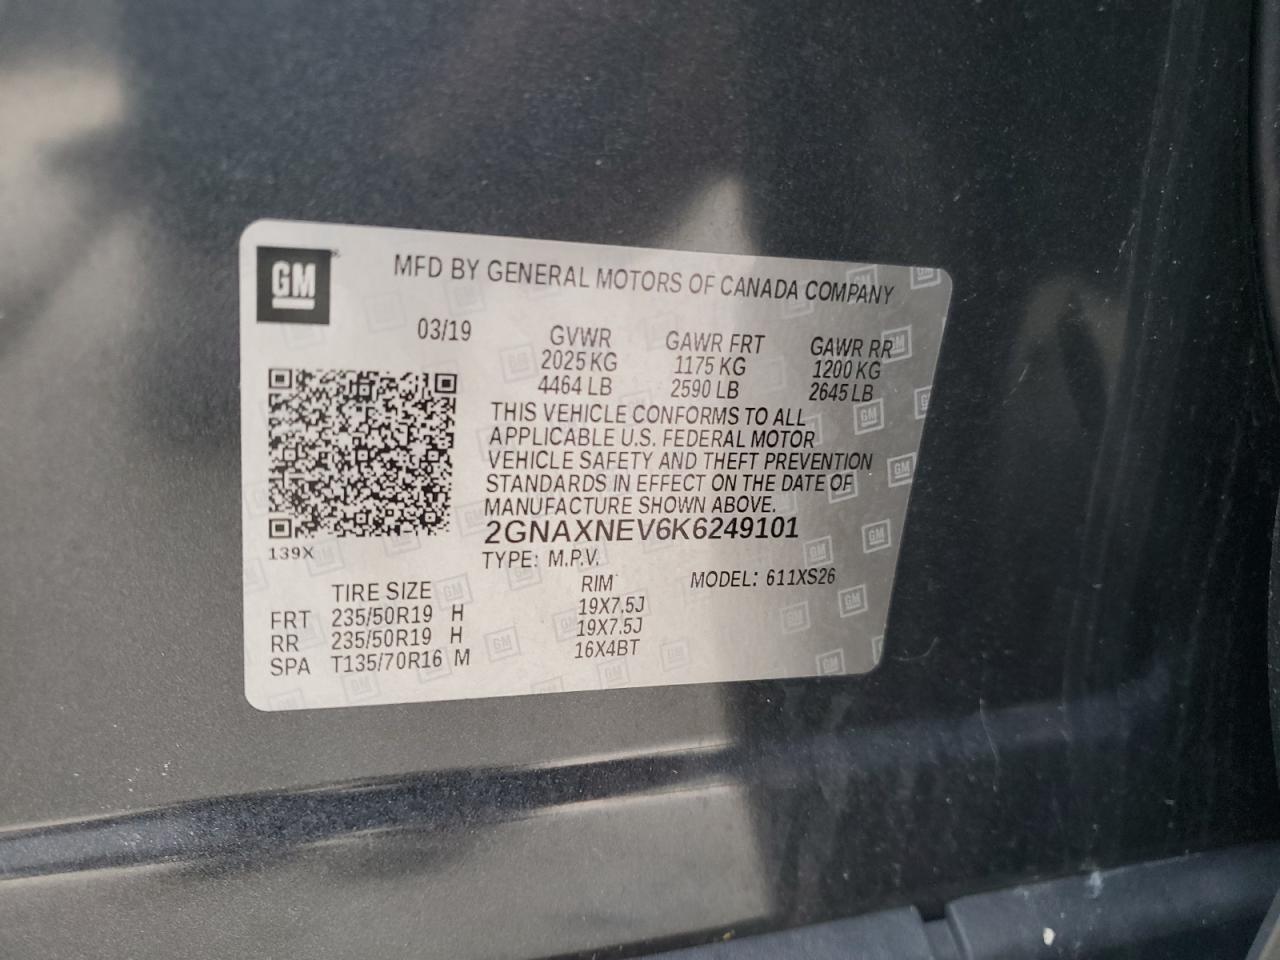 GM
MFD BY GENERAL MOTORS OF CANADA COMPANY
03/19 GVWR GAWR FRT GAWR RR
2025 KG 1175 KG 1200 KG
4464 LB 2590 LB 2645 LB
THIS VEHICLE CONFORMS TO ALL
APPLICABLE U.S. FEDERAL MOTOR
VEHICLE SAFETY AND THEFT PREVENTION
STANDARDS IN EFFECT ON THE DATE OF
MANUFACTURE SHOWN ABOVE.
2GNAXNEV6K6249101
139X
TYPE: M.P.V.
TIRE SIZE RIM MODEL: 611XS26
FRT 235/50R19 H 19X7.5J
RR 235/50R19 H 19X7.5J
SPA T135/70R16 M 16X4BT